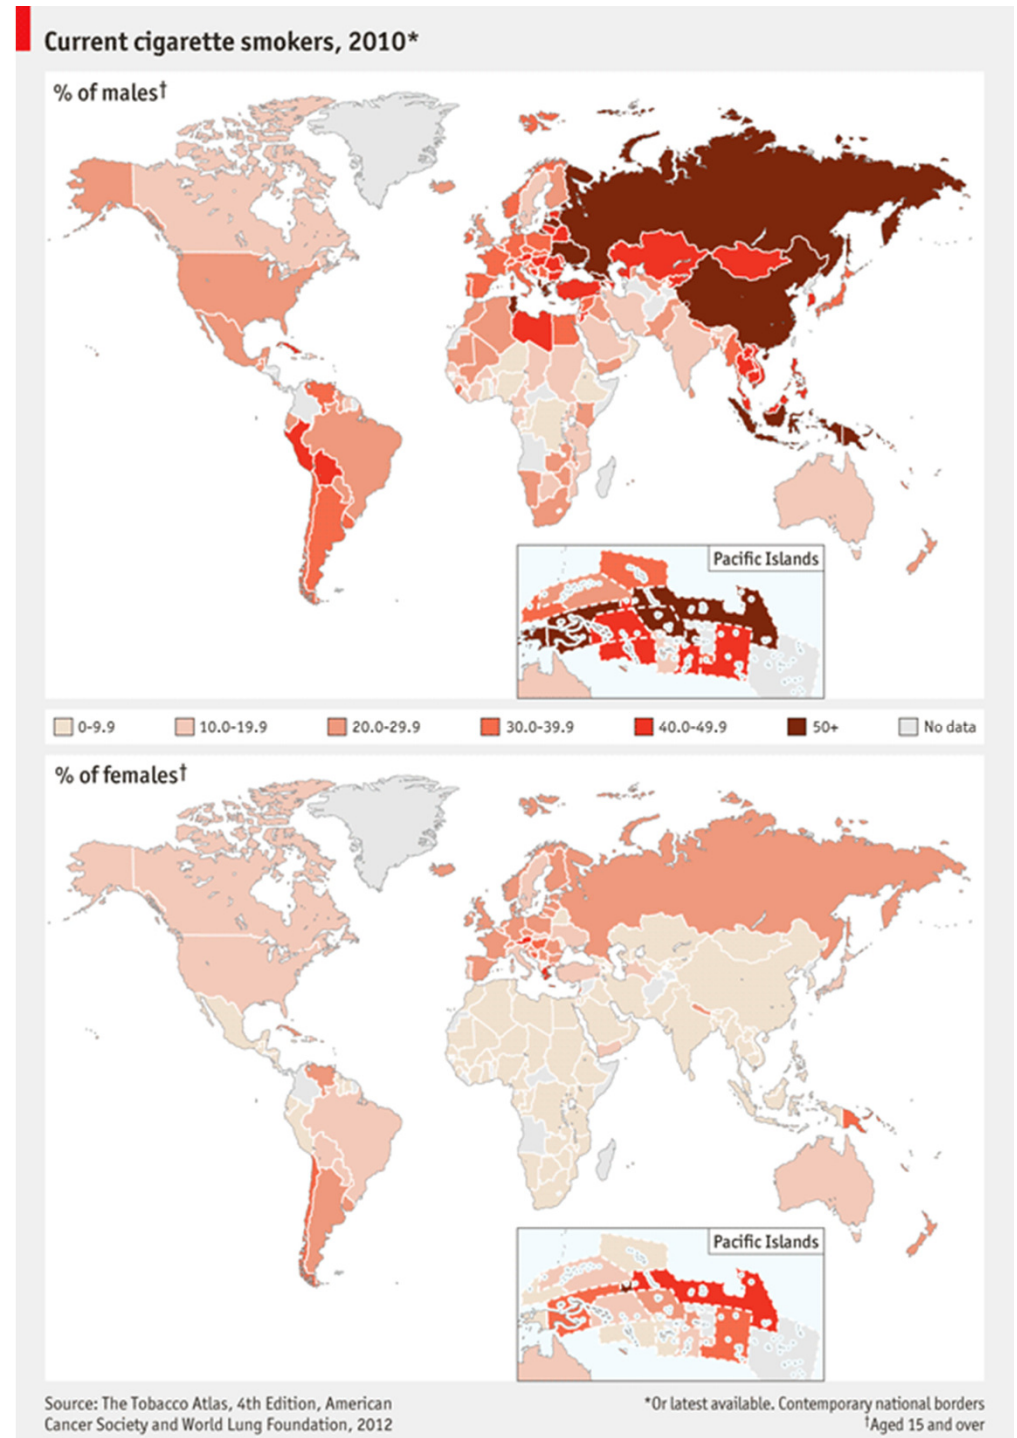 Current cigarette smokers, 2010*
% of males†
Pacific Islands
0-9.9 10.0-19.9 20.0-29.9 30.0-39.9 40.0-49.9 50+ No data
% of females†
Pacific Islands
Source: The Tobacco Atlas, 4th Edition, American
Cancer Society and World Lung Foundation, 2012
*Or latest available. Contemporary national borders
†Aged 15 and over